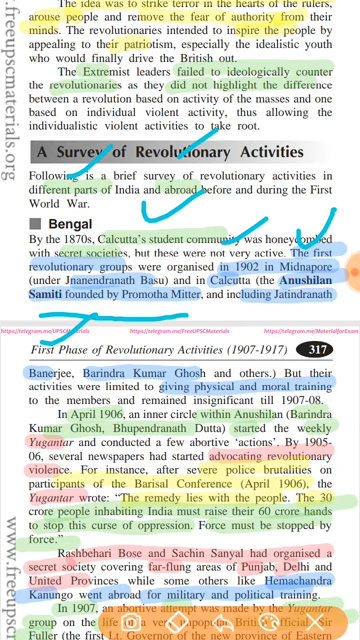 The idea was to strike terror in the hearts of the rulers,
arouse people and remove the fear of authority from their
minds. The revolutionaries intended to inspire the people by
appealing to their patriotism, especially the idealistic youth
who would finally drive the British out.
The Extremist leaders failed to ideologically counter
the revolutionaries as they did not highlight the difference
between a revolution based on activity of the masses and one
based on individual violent activity, thus allowing the
individualistic violent activities to take root.
A Survey of Revolutionary Activities
Following is a brief survey of revolutionary activities in
different parts of India and abroad before and during the First
World War.
Bengal
By the 1870s, Calcutta's student community was honeycombed
with secret societies, but these were not very active. The first
revolutionary groups were organised in 1902 in Midnapore
(under Jnanendranath Basu) and in Calcutta (the Anushilan
Samiti founded by Promotha Mitter, and including Jatindranath
https://telegram.me/UPSCMaterials https://telegram.me/FreeUPSCMaterials https://telegram.me/MaterialforExam
First Phase of Revolutionary Activities (1907-1917) 317
Banerjee, Barindra Kumar Ghosh and others.) But their
activities were limited to giving physical and moral training
to the members and remained insignificant till 1907-08.
In April 1906, an inner circle within Anushilan (Barindra
Kumar Ghosh, Bhupendranath Dutta) started the weekly
Yugantar and conducted a few abortive 'actions'. By 1905-
06, several newspapers had started advocating revolutionary
violence. For instance, after severe police brutalities on
participants of the Barisal Conference (April 1906), the
Yugantar wrote: "The remedy lies with the people. The 30
crore people inhabiting India must raise their 60 crore hands
to stop this curse of oppression. Force must be stopped by
force."
Rashbehari Bose and Sachin Sanyal had organised a
secret society covering far-flung areas of Punjab, Delhi and
United Provinces while some others like Hemachandra
Kanungo went abroad for military and political training.
In 1907, an abortive attempt was made by the Yugantar
group on the life of a very unpopular British official, Sir
Fuller (the first Lt. Governor of the new province of Eastern
www.freeupscmaterials.org
www.freeupscmaterials.org